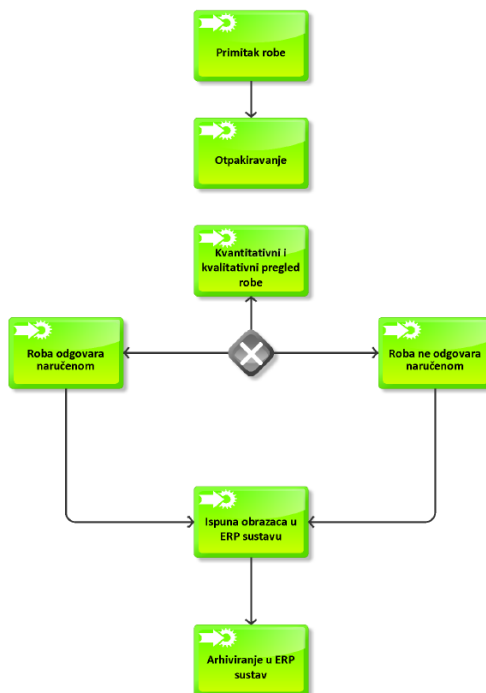 Primitak robe
Otpakiravanje
Kvantitativni i
kvalitativni pregled
robe
Roba odgovara
naručenom
Roba ne odgovara
naručenom
Ispuna obrazaca u
ERP sustavu
Arhiviranje u ERP
sustav